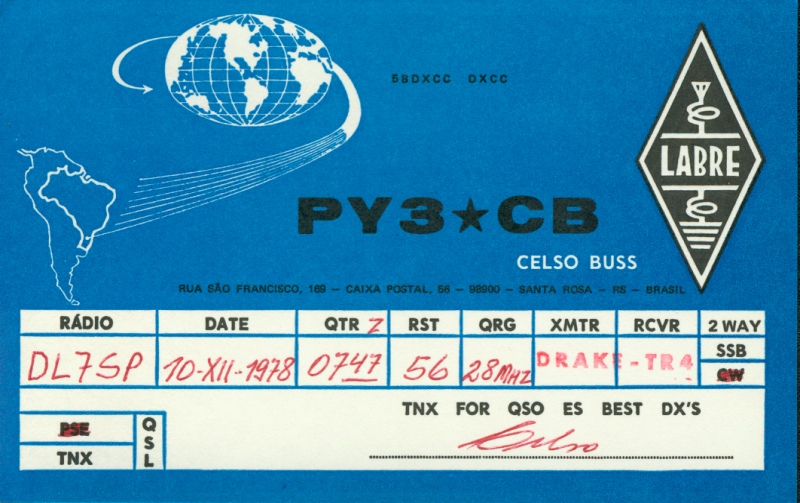 5BDXCC DXCC
LABRE
PY3★CB
CELSO BUSS
RUA SÃO FRANCISCO, 169 – CAIXA POSTAL, 56 – 98900 – SANTA ROSA – RS – BRASIL
RÁDIO DATE QTR Z RST QRG XMTR RCVR 2 WAY
DL7SP 10-XII-1978 0747 56 28MHZ DRAKE-TR4 SSB
CW
PSE QSL
TNX
TNX FOR QSO ES BEST DX'S
Celso